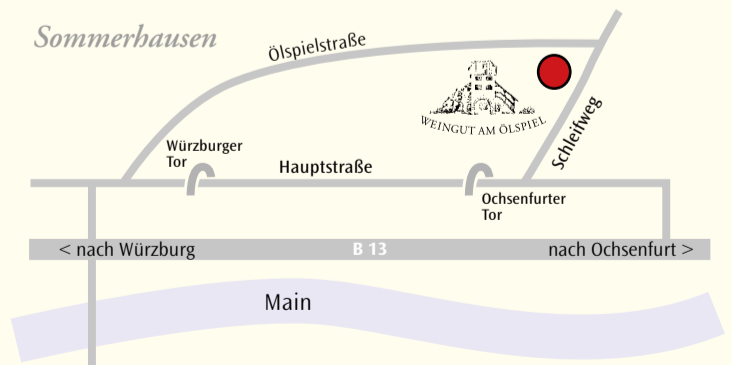 Sommerhausen
Ölspielstraße
WEINGUT AM ÖLSPIEL
Schleifweg
Würzburger
Tor
Hauptstraße
Ochsenfurter
Tor
< nach Würzburg
B 13
nach Ochsenfurt >
Main